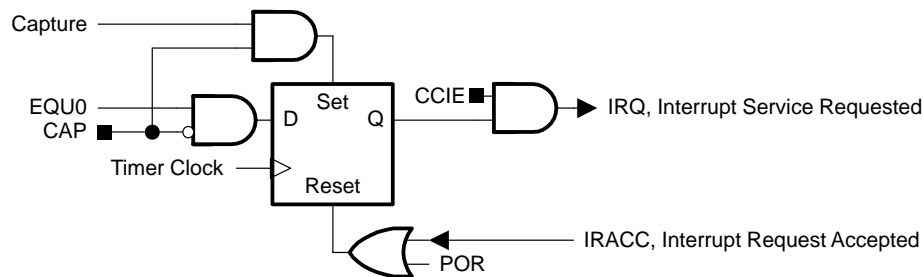 Capture
Set
EQU0
CAP
D
Q
CCIE
IRQ, Interrupt Service Requested
Timer Clock
Reset
IRACC, Interrupt Request Accepted
POR